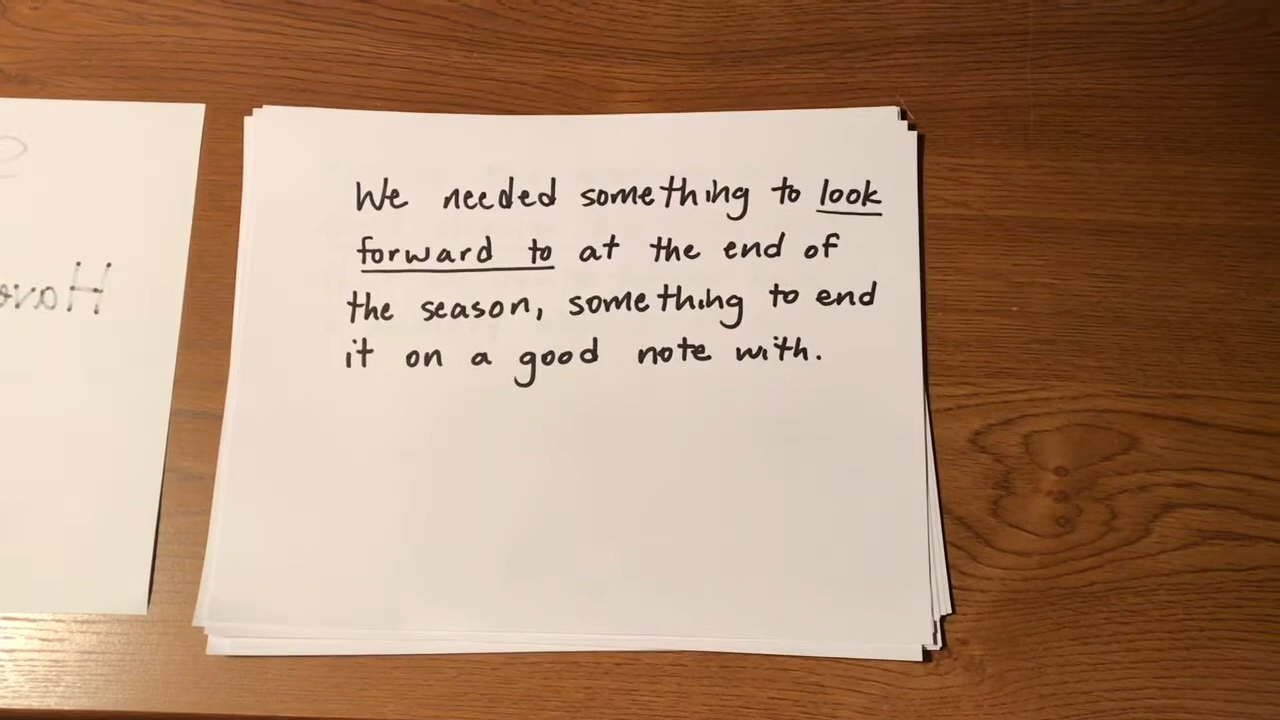 We needed something to look
forward to at the end of
the season, something to end
it on a good note with.